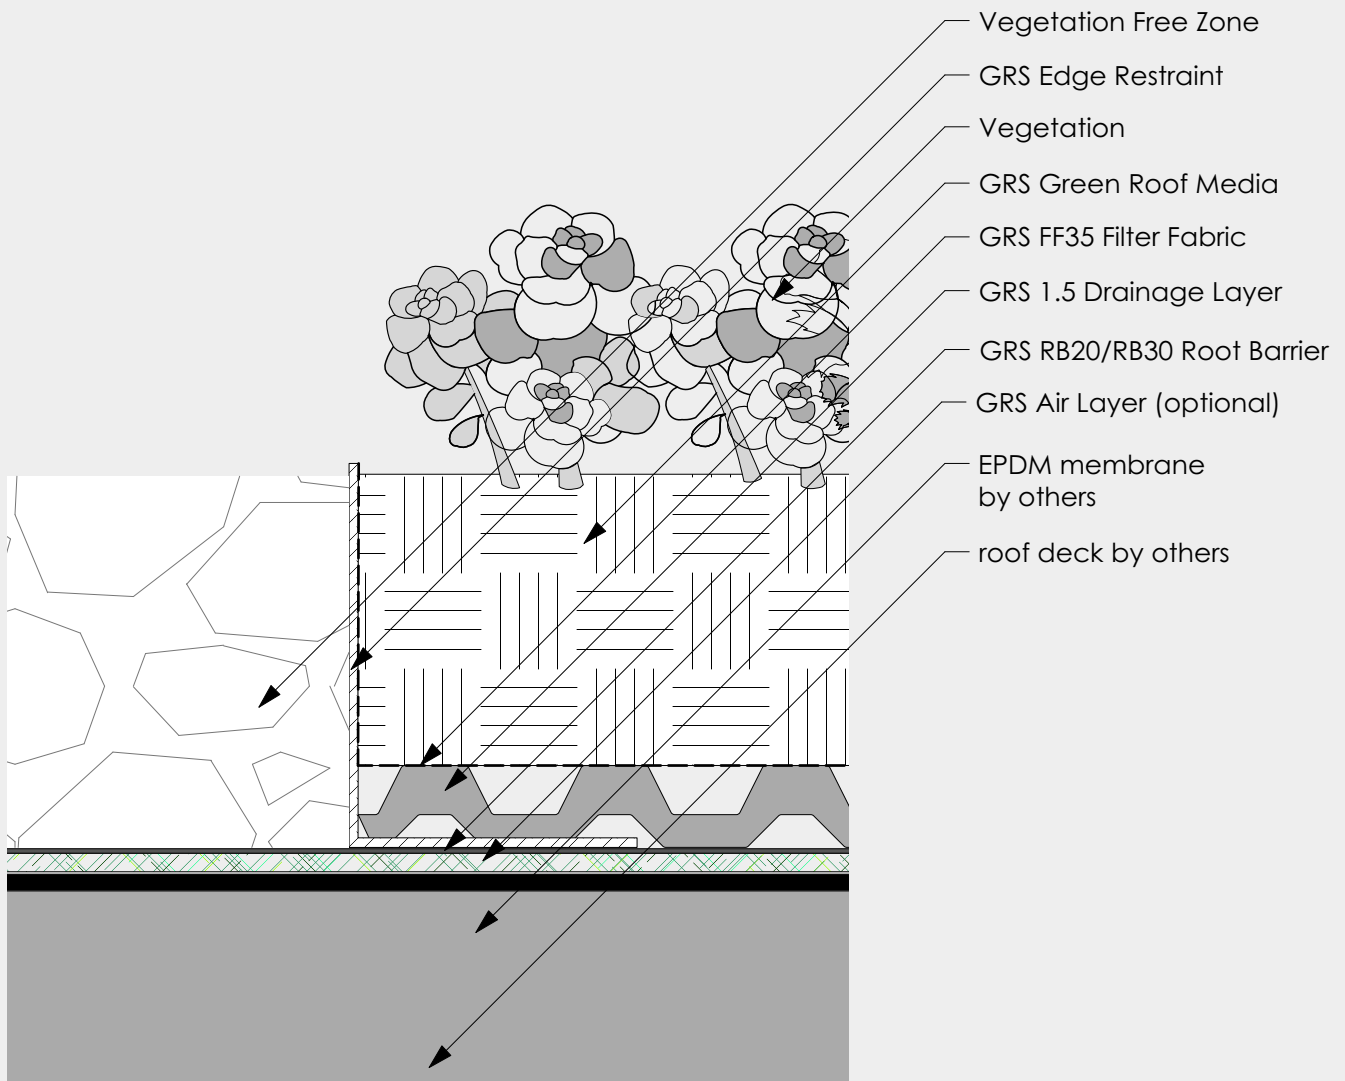 Vegetation Free Zone
GRS Edge Restraint
Vegetation
GRS Green Roof Media
GRS FF35 Filter Fabric
GRS 1.5 Drainage Layer
GRS RB20/RB30 Root Barrier
GRS Air Layer (optional)
EPDM membrane
by others
roof deck by others